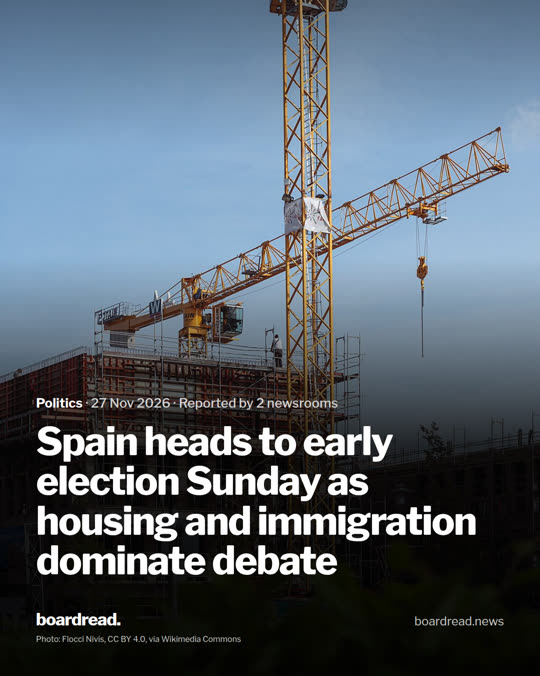 Politics · 27 Nov 2026 · Reported by 2 newsrooms
Spain heads to early
election Sunday as
housing and immigration
dominate debate
boardread.
boardread.news
Photo: Flocci Nivis, CC BY 4.0, via Wikimedia Commons